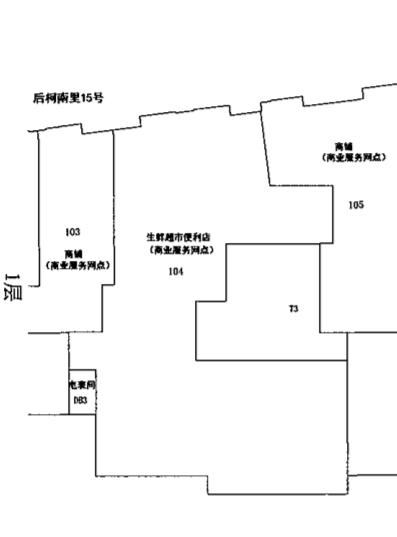 后柯南里15号
商铺
（商业服务网点）
105
103
商铺
（商业服务网点）
生鲜超市便利店
（商业服务网点）
104
1层
T3
电表间
DB3